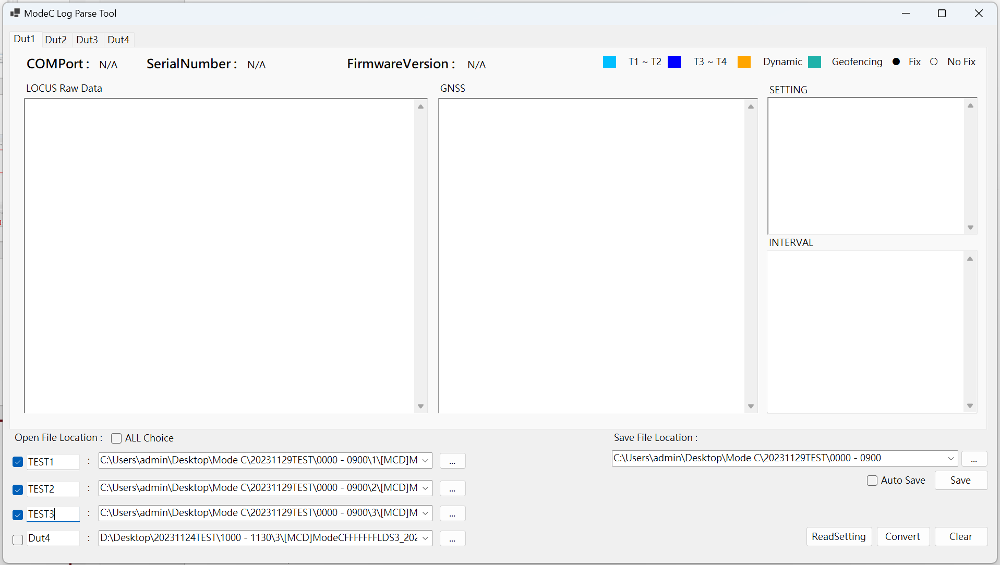 ModeC Log Parse Tool
Dut1 Dut2 Dut3 Dut4
COMPort : N/A SerialNumber : N/A FirmwareVersion : N/A T1 ~ T2 T3 ~ T4 Dynamic Geofencing Fix No Fix
LOCUS Raw Data GNSS SETTING
INTERVAL
Open File Location : ALL Choice Save File Location :
TEST1 : C:\Users\admin\Desktop\Mode C\20231129TEST\0000 - 0900\1\[MCD]M ... C:\Users\admin\Desktop\Mode C\20231129TEST\0000 - 0900 ...
Auto Save Save
TEST2 : C:\Users\admin\Desktop\Mode C\20231129TEST\0000 - 0900\2\[MCD]M ...
TEST3 : C:\Users\admin\Desktop\Mode C\20231129TEST\0000 - 0900\3\[MCD]M ...
Dut4 : D:\Desktop\20231124TEST\1000 - 1130\3\[MCD]ModeCFFFFFFFLDS3_202 ... ReadSetting Convert Clear